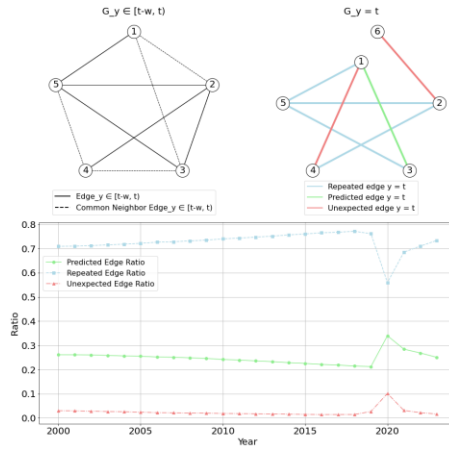 G_y ∈ [t-w, t)
G_y = t
1
5
2
4
3
6
1
5
2
4
3
Edge_y ∈ [t-w, t)
Common Neighbor Edge_y ∈ [t-w, t)
Repeated edge y = t
Predicted edge y = t
Unexpected edge y = t
0.8
0.7
0.6
0.5
0.4
0.3
0.2
0.1
0.0
Ratio
Predicted Edge Ratio
Repeated Edge Ratio
Unexpected Edge Ratio
2000
2005
2010
2015
2020
Year